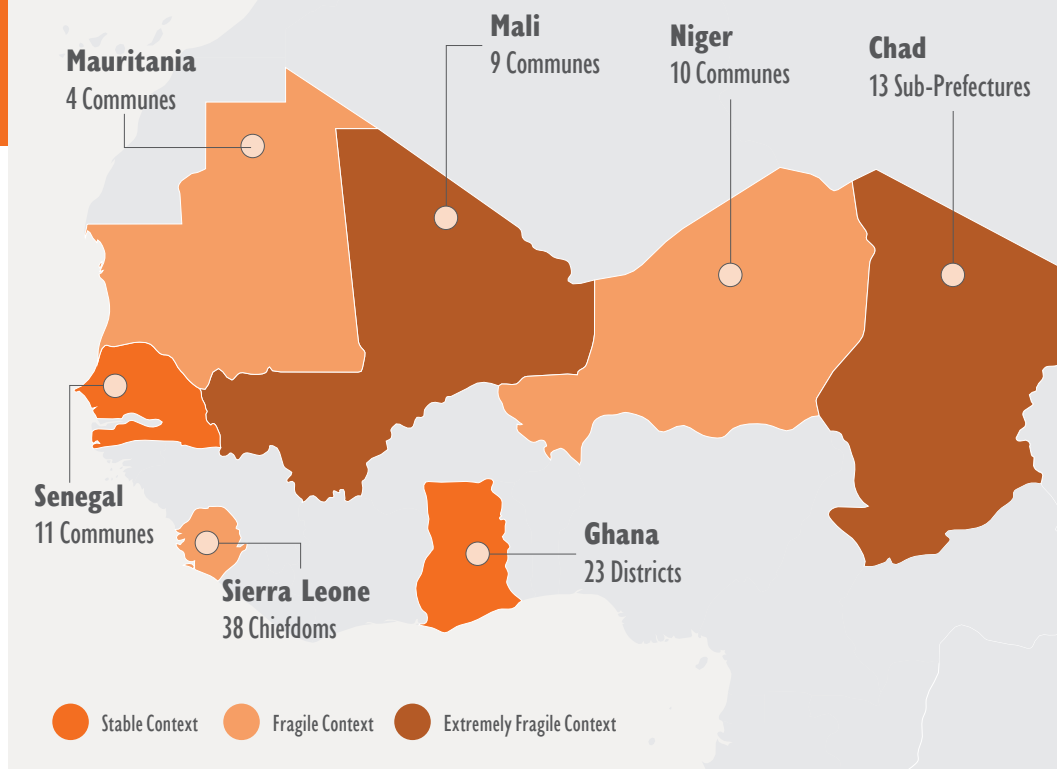 Mauritania
4 Communes
Mali
9 Communes
Niger
10 Communes
Chad
13 Sub-Prefectures
Senegal
11 Communes
Sierra Leone
38 Chiefdoms
Ghana
23 Districts
Stable Context
Fragile Context
Extremely Fragile Context